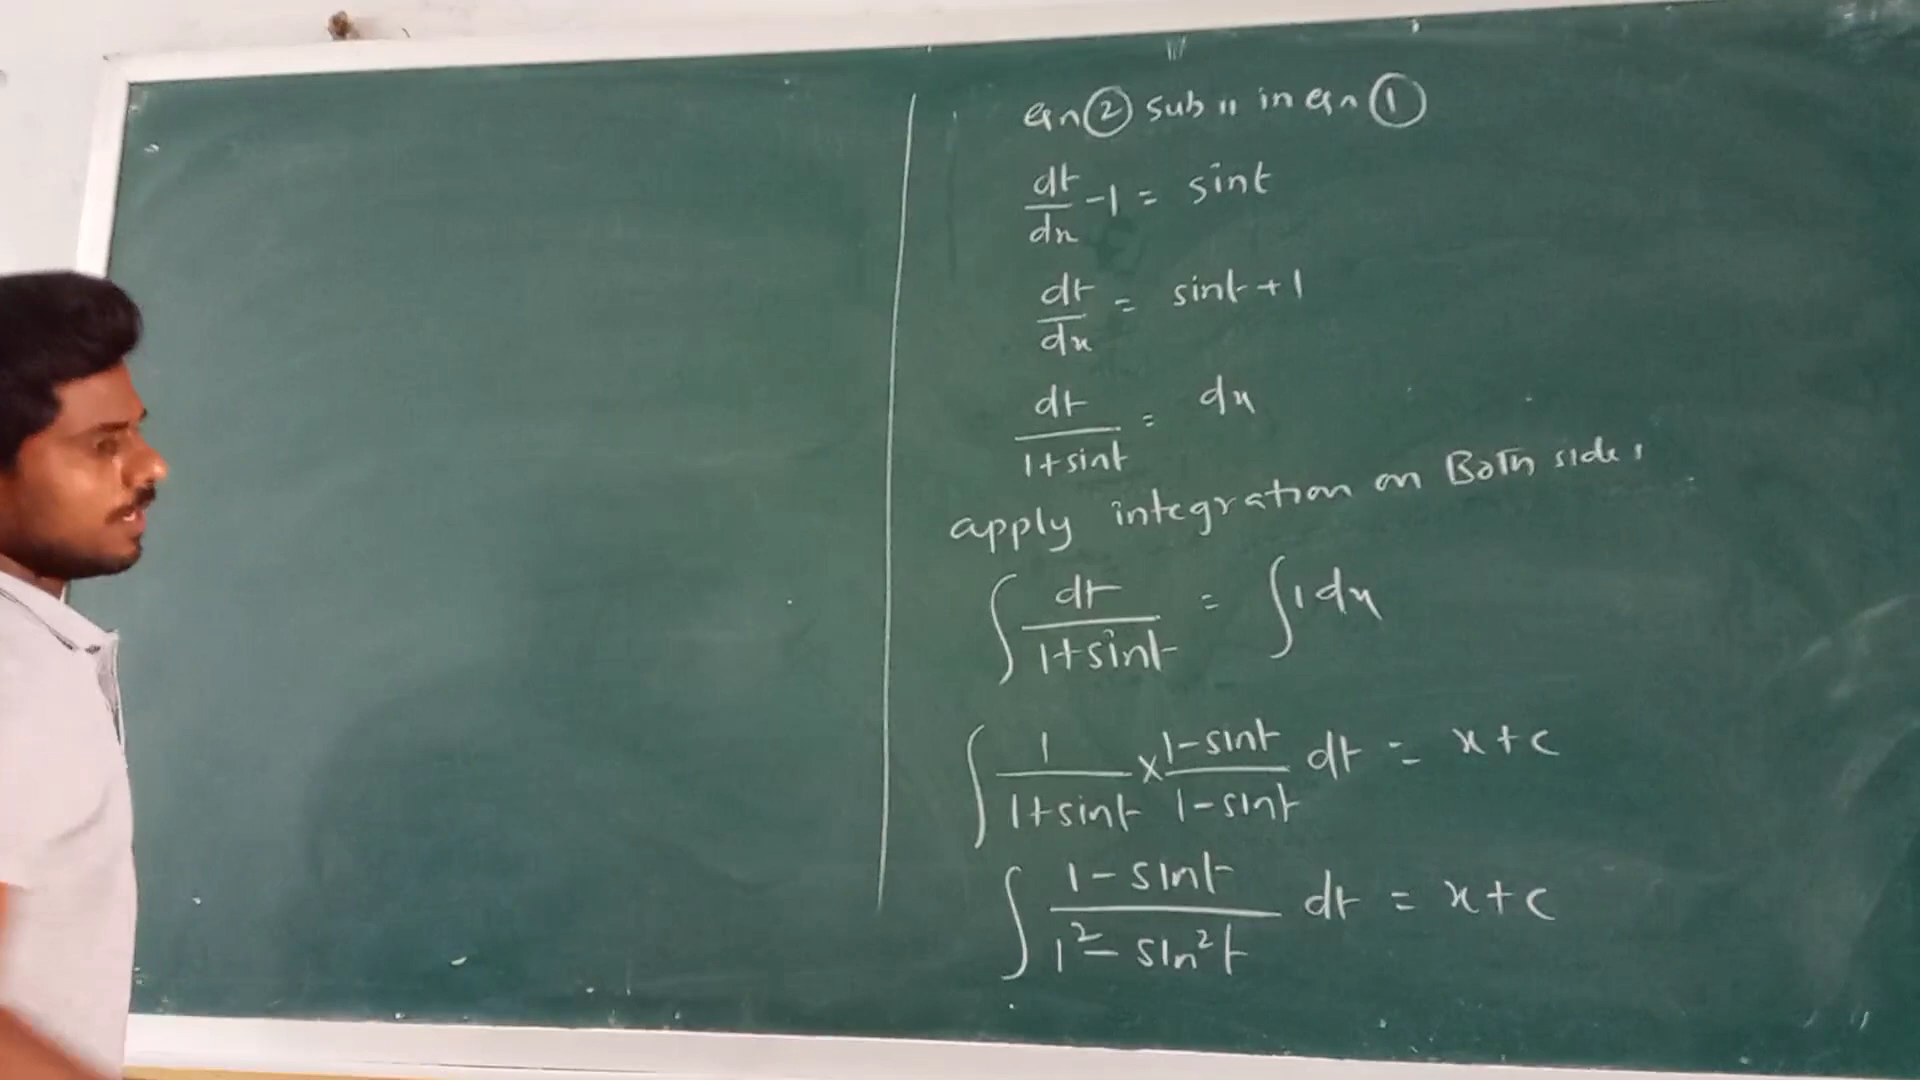 eqn ② sub 11 in eqn ①
dt/dx - 1 = sint
dt/dx = sint + 1
dt/1+sint = dx
apply integration on Both sides
∫ dt/1+sint = ∫ 1 dx
∫ 1/1+sint × 1-sint/1-sint dt = x+c
∫ 1-sint/1²-sin²t dt = x+c